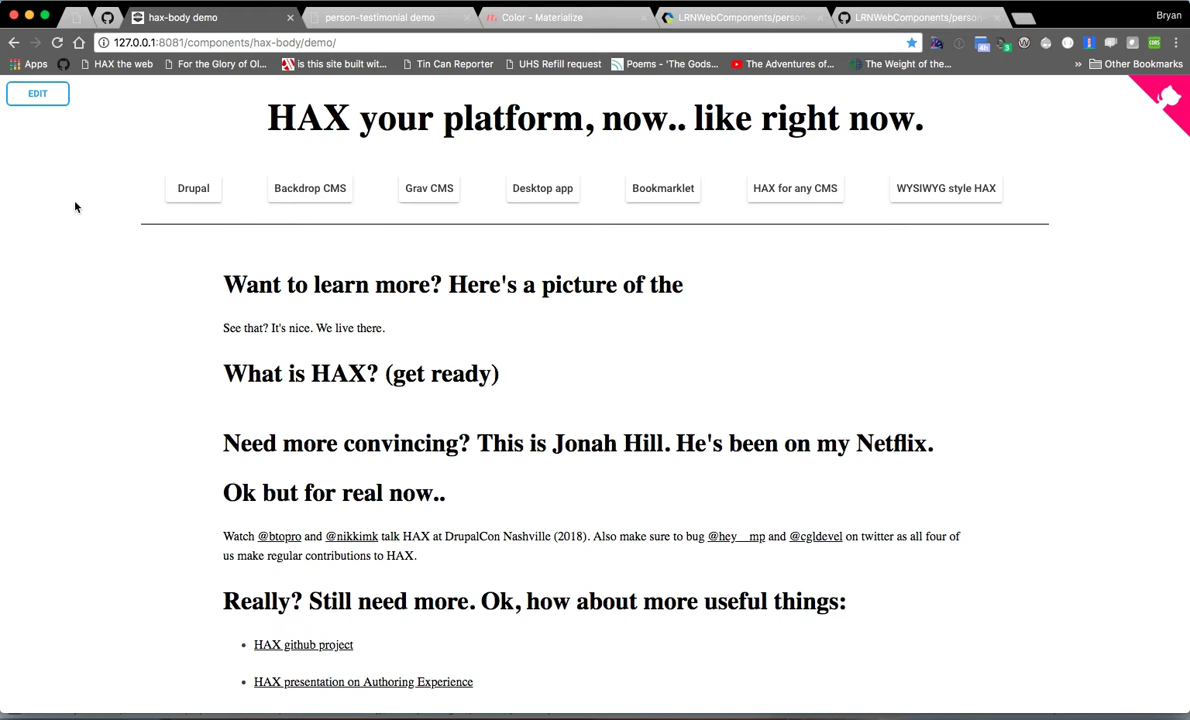 hax-body demo
person-testimonial demo
Color - Materialize
LRNWebComponents/person-
LRNWebComponents/person-
Bryan
127.0.0.1:8081/components/hax-body/demo/
Apps
HAX the web
For the Glory of Ol...
is this site built wit...
Tin Can Reporter
UHS Refill request
Poems - 'The Gods...
The Adventures of...
The Weight of the...
» Other Bookmarks
EDIT
HAX your platform, now.. like right now.
Drupal
Backdrop CMS
Grav CMS
Desktop app
Bookmarklet
HAX for any CMS
WYSIWYG style HAX
Want to learn more? Here's a picture of the
See that? It's nice. We live there.
What is HAX? (get ready)
Need more convincing? This is Jonah Hill. He's been on my Netflix.
Ok but for real now..
Watch @btopro and @nikkimk talk HAX at DrupalCon Nashville (2018). Also make sure to bug @hey__mp and @cgldevel on twitter as all four of
us make regular contributions to HAX.
Really? Still need more. Ok, how about more useful things:
HAX github project
HAX presentation on Authoring Experience